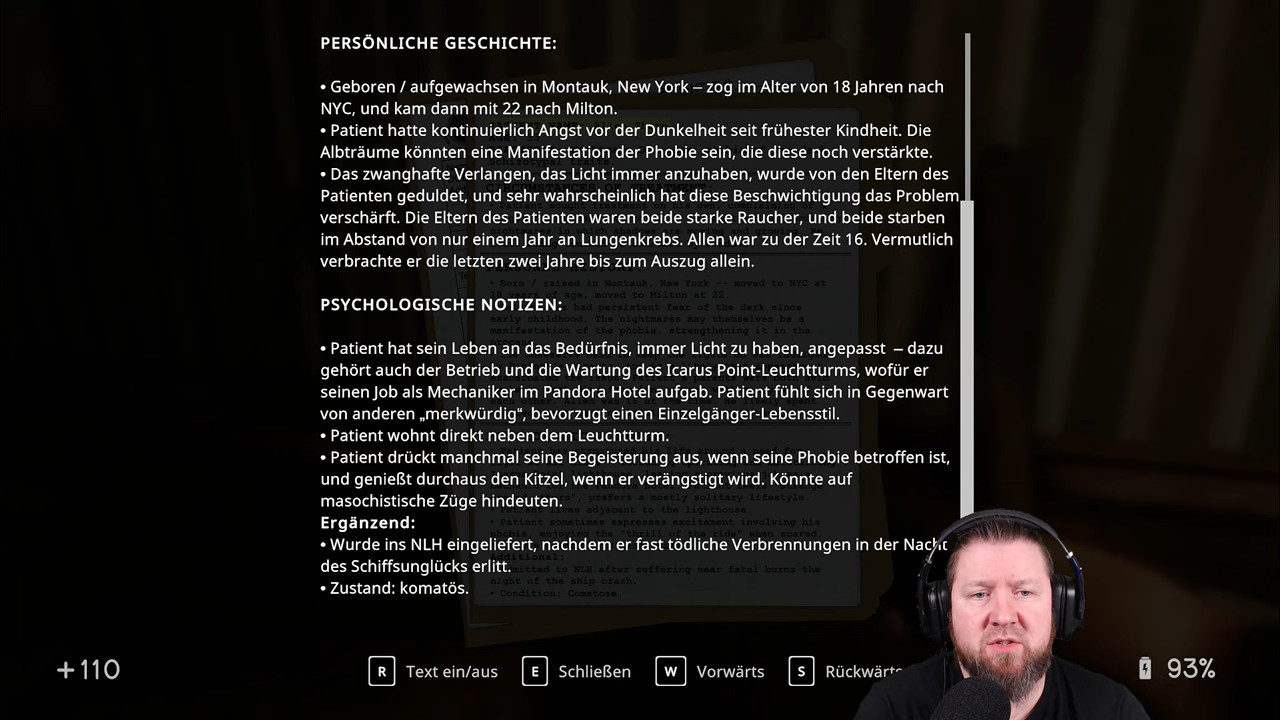 PERSÖNLICHE GESCHICHTE:
• Geboren / aufgewachsen in Montauk, New York – zog im Alter von 18 Jahren nach
NYC, und kam dann mit 22 nach Milton.
• Patient hatte kontinuierlich Angst vor der Dunkelheit seit frühester Kindheit. Die
Albträume könnten eine Manifestation der Phobie sein, die diese noch verstärkte.
• Das zwanghafte Verlangen, das Licht immer anzuhaben, wurde von den Eltern des
Patienten geduldet, und sehr wahrscheinlich hat diese Beschwichtigung das Problem
verschärft. Die Eltern des Patienten waren beide starke Raucher, und beide starben
im Abstand von nur einem Jahr an Lungenkrebs. Allen war zu der Zeit 16. Vermutlich
verbrachte er die letzten zwei Jahre bis zum Auszug allein.
PSYCHOLOGISCHE NOTIZEN:
• Patient hat sein Leben an das Bedürfnis, immer Licht zu haben, angepasst – dazu
gehört auch der Betrieb und die Wartung des Icarus Point-Leuchtturms, wofür er
seinen Job als Mechaniker im Pandora Hotel aufgab. Patient fühlt sich in Gegenwart
von anderen „merkwürdig“, bevorzugt einen Einzelgänger-Lebensstil.
• Patient wohnt direkt neben dem Leuchtturm.
• Patient drückt manchmal seine Begeisterung aus, wenn seine Phobie betroffen ist,
und genießt durchaus den Kitzel, wenn er verängstigt wird. Könnte auf
masochistische Züge hindeuten.
Ergänzend:
• Wurde ins NLH eingeliefert, nachdem er fast tödliche Verbrennungen in der Nacht
des Schiffsunglücks erlitt.
• Zustand: komatös.
+110
R Text ein/aus E Schließen W Vorwärts S Rückwärts
93%